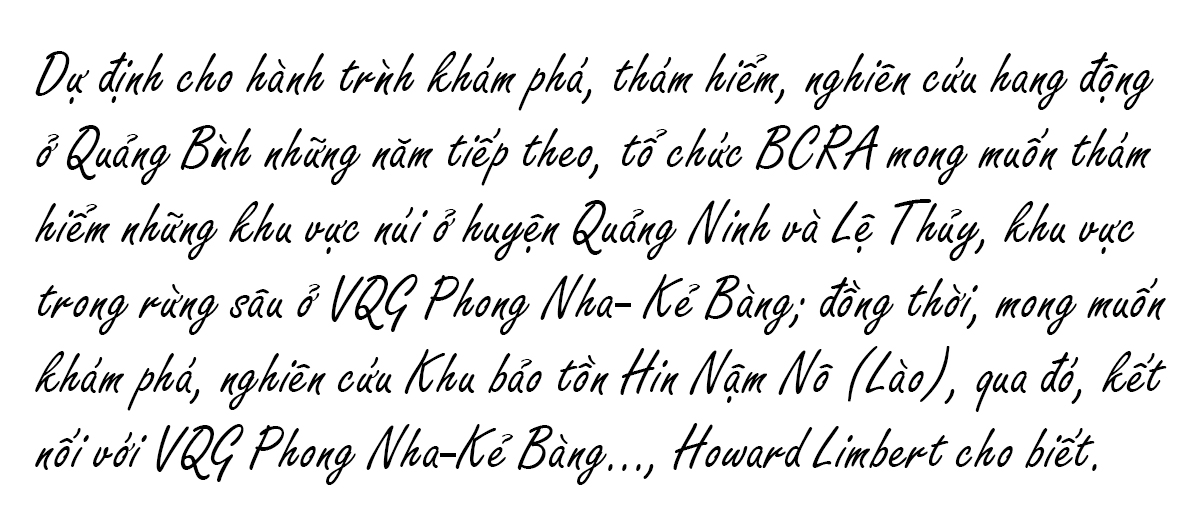 Dự định cho hành trình khám phá, thám hiểm, nghiên cứu hang động
ở Quảng Bình những năm tiếp theo, tổ chức BCRA mong muốn thám
hiểm những khu vực núi ở huyện Quảng Ninh và Lệ Thủy, khu vực
trong rừng sâu ở VQG Phong Nha- Kẻ Bàng; đồng thời, mong muốn
khám phá, nghiên cứu Khu bảo tồn Hin Nậm Nô (Lào), qua đó, kết
nối với VQG Phong Nha-Kẻ Bàng..., Howard Limbert cho biết.